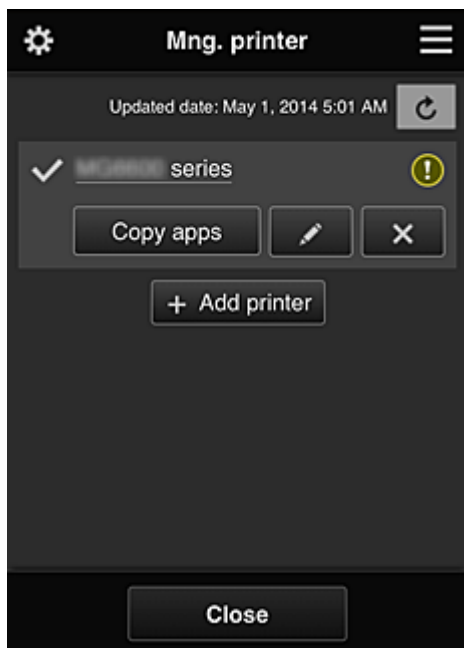 Mng. printer
Updated date: May 1, 2014 5:01 AM
series
Copy apps
+ Add printer
Close